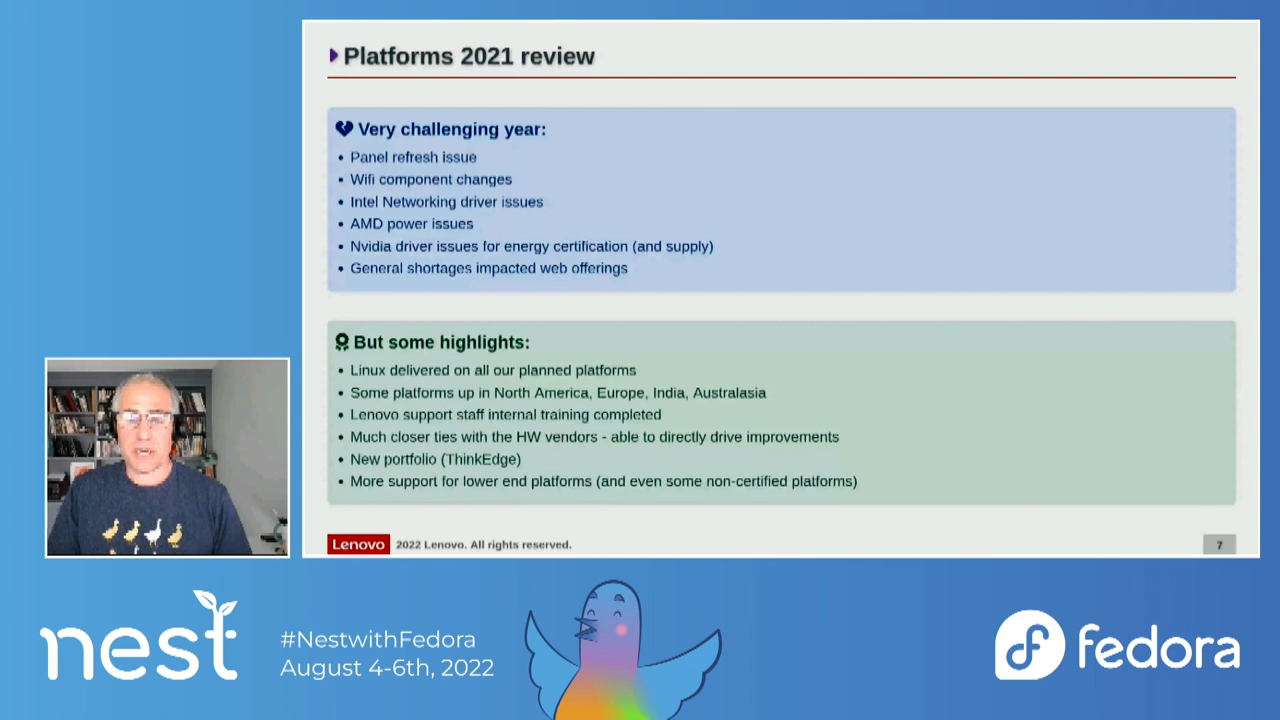 Platforms 2021 review
Very challenging year:
• Panel refresh issue
• Wifi component changes
• Intel Networking driver issues
• AMD power issues
• Nvidia driver issues for energy certification (and supply)
• General shortages impacted web offerings
But some highlights:
• Linux delivered on all our planned platforms
• Some platforms up in North America, Europe, India, Australasia
• Lenovo support staff internal training completed
• Much closer ties with the HW vendors - able to directly drive improvements
• New portfolio (ThinkEdge)
• More support for lower end platforms (and even some non-certified platforms)
Lenovo 2022 Lenovo. All rights reserved. 7
nest
#NestwithFedora
August 4-6th, 2022
fedora